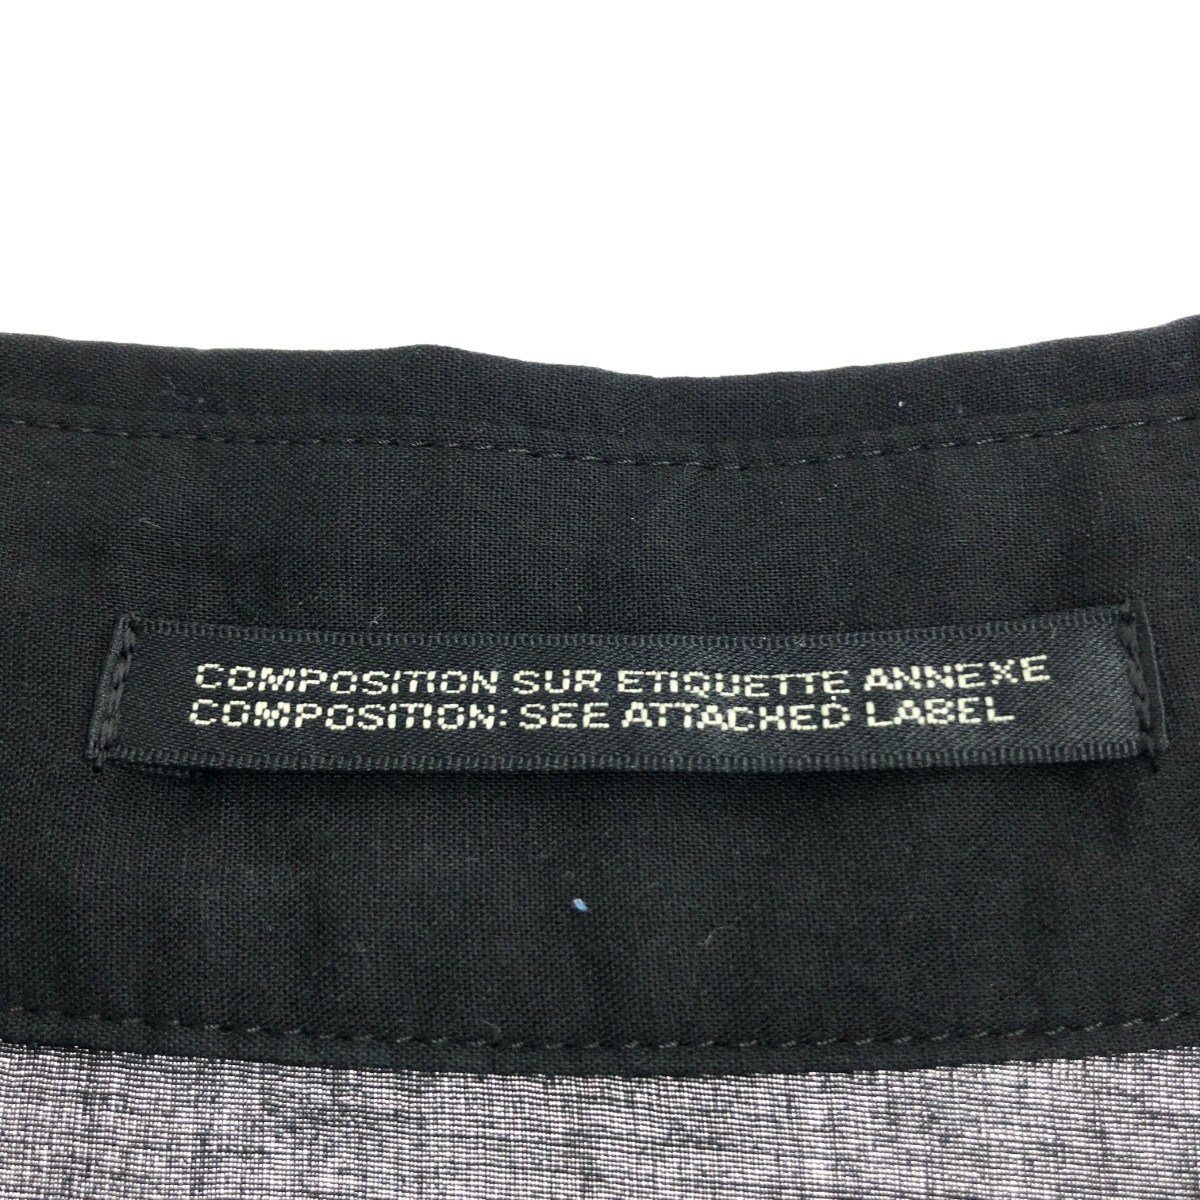 COMPOSITION SUR ETIQUETTE ANNEXE
COMPOSITION: SEE ATTACHED LABEL